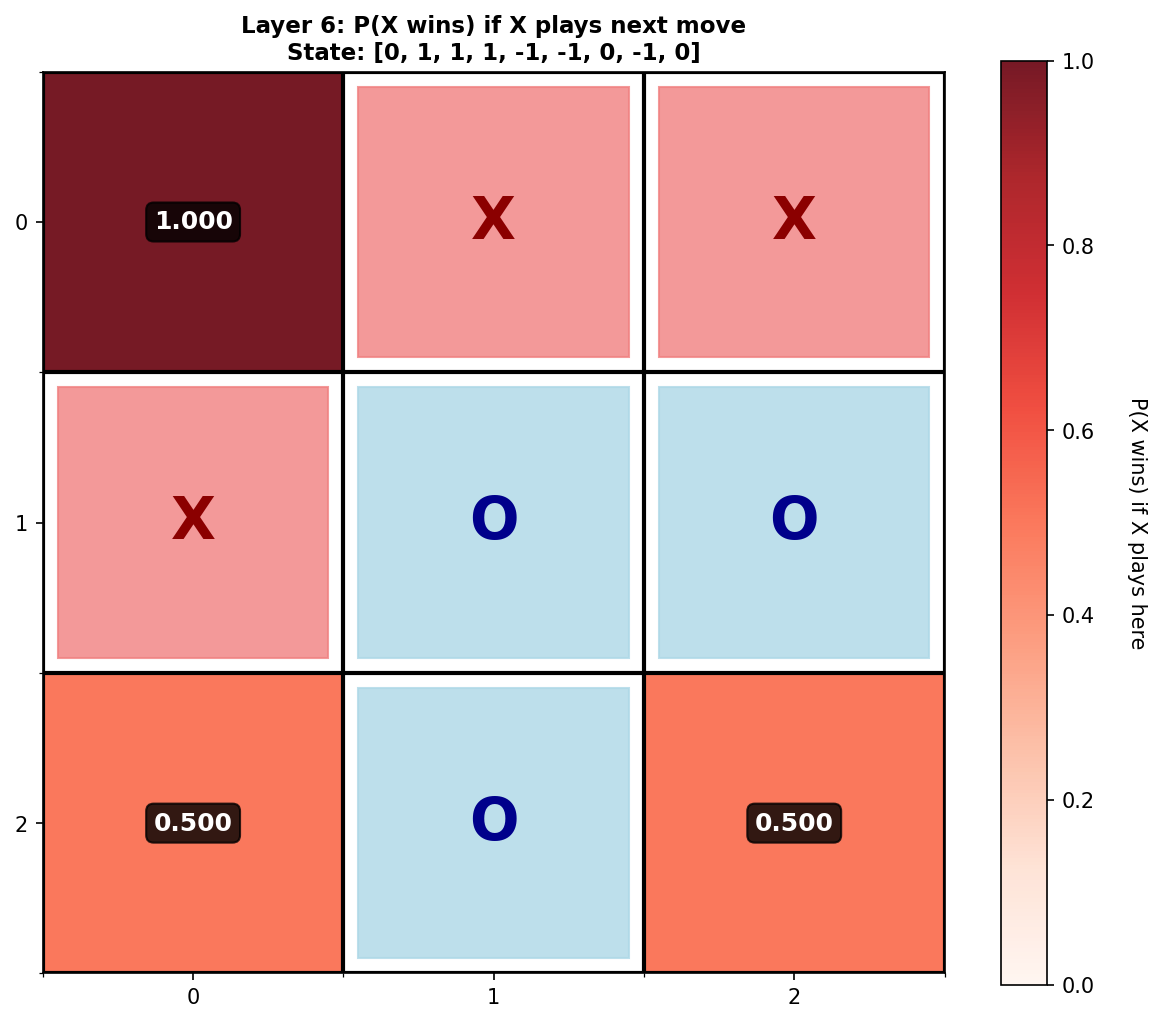 Layer 6: P(X wins) if X plays next move
State: [0, 1, 1, 1, -1, -1, 0, -1, 0]
1.000
X
X
X
O
O
0.500
O
0.500
0
1
2
0
1
2
1.0
0.8
0.6
0.4
0.2
0.0
P(X wins) if X plays here